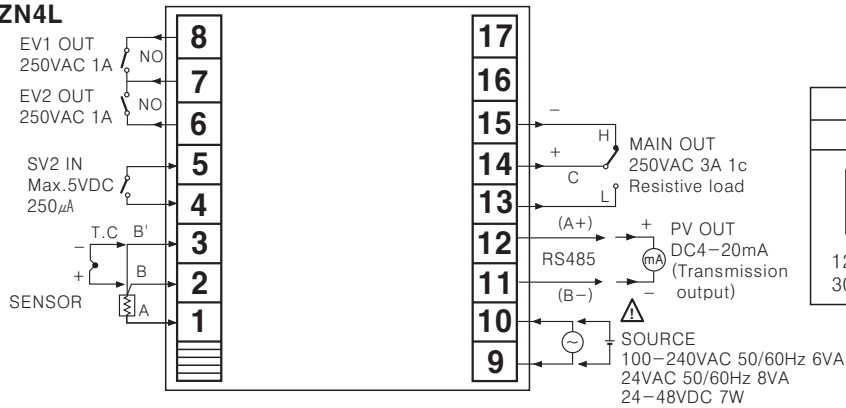 ZN4L
EV1 OUT
250VAC 1A
NO
EV2 OUT
250VAC 1A
NO
SV2 IN
Max.5VDC
250㎂
T.C
B'
−
+
B
A
SENSOR
8
7
6
5
4
3
2
1
17
16
15
14
13
12
11
10
9
−
H
+
C
L
MAIN OUT
250VAC 3A 1c
Resistive load
(A+)
RS485
(B−)
+
mA
−
PV OUT
DC4−20mA
(Transmission
output)
SOURCE
100−240VAC 50/60Hz 6VA
24VAC 50/60Hz 8VA
24−48VDC 7W